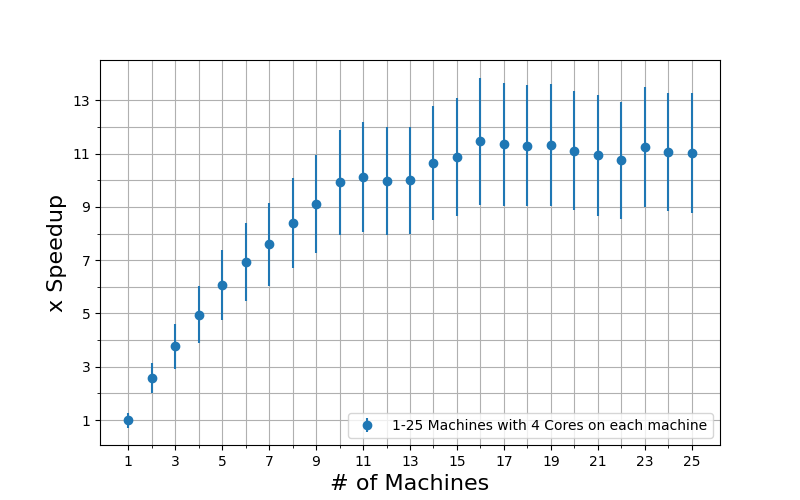 x Speedup
13
11
9
7
5
3
1
1-25 Machines with 4 Cores on each machine
1 3 5 7 9 11 13 15 17 19 21 23 25
# of Machines